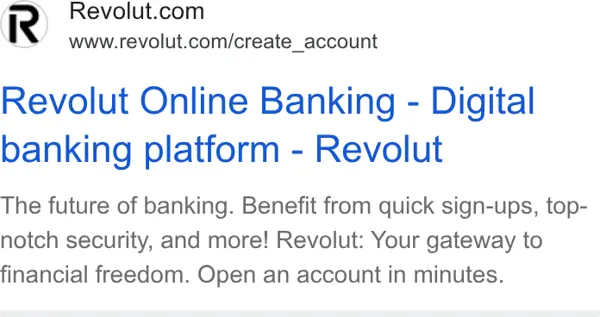 R
Revolut.com
www.revolut.com/create_account
Revolut Online Banking - Digital
banking platform - Revolut
The future of banking. Benefit from quick sign-ups, top-
notch security, and more! Revolut: Your gateway to
financial freedom. Open an account in minutes.